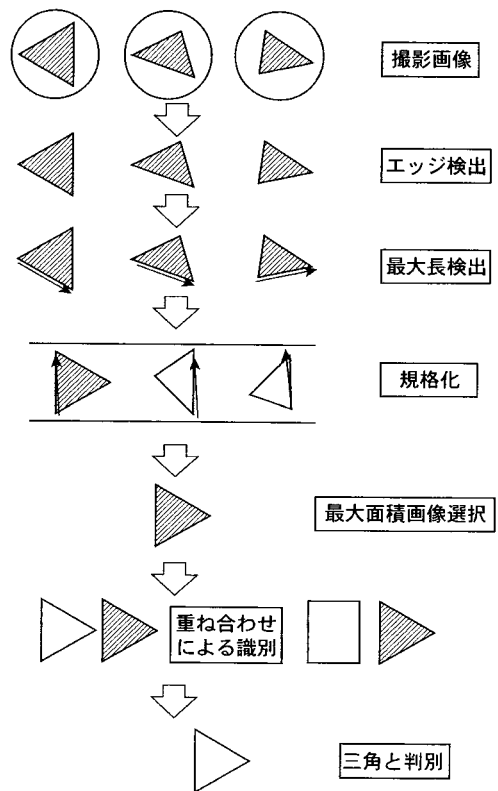 撮影画像
エッジ検出
最大長検出
規格化
最大面積画像選択
重ね合わせ
による識別
三角と判別